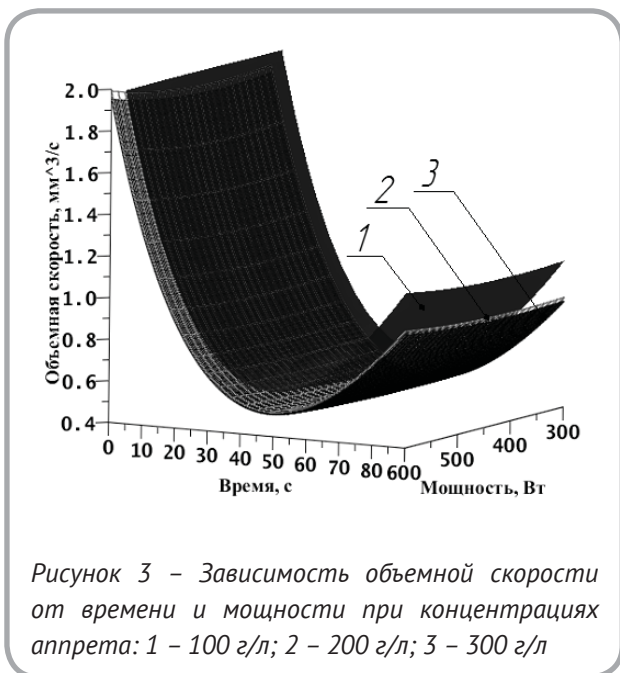 1
2
3
Объемная скорость, мм^3/с
2.0
1.8
1.6
1.4
1.2
1.0
0.8
0.6
0.4
0 10 20 30 40 50 60 70 80
Время, с
600 500 400 300
Мощность, Вт
Рисунок 3 – Зависимость объемной скорости
от времени и мощности при концентрациях
аппрета: 1 – 100 г/л; 2 – 200 г/л; 3 – 300 г/л